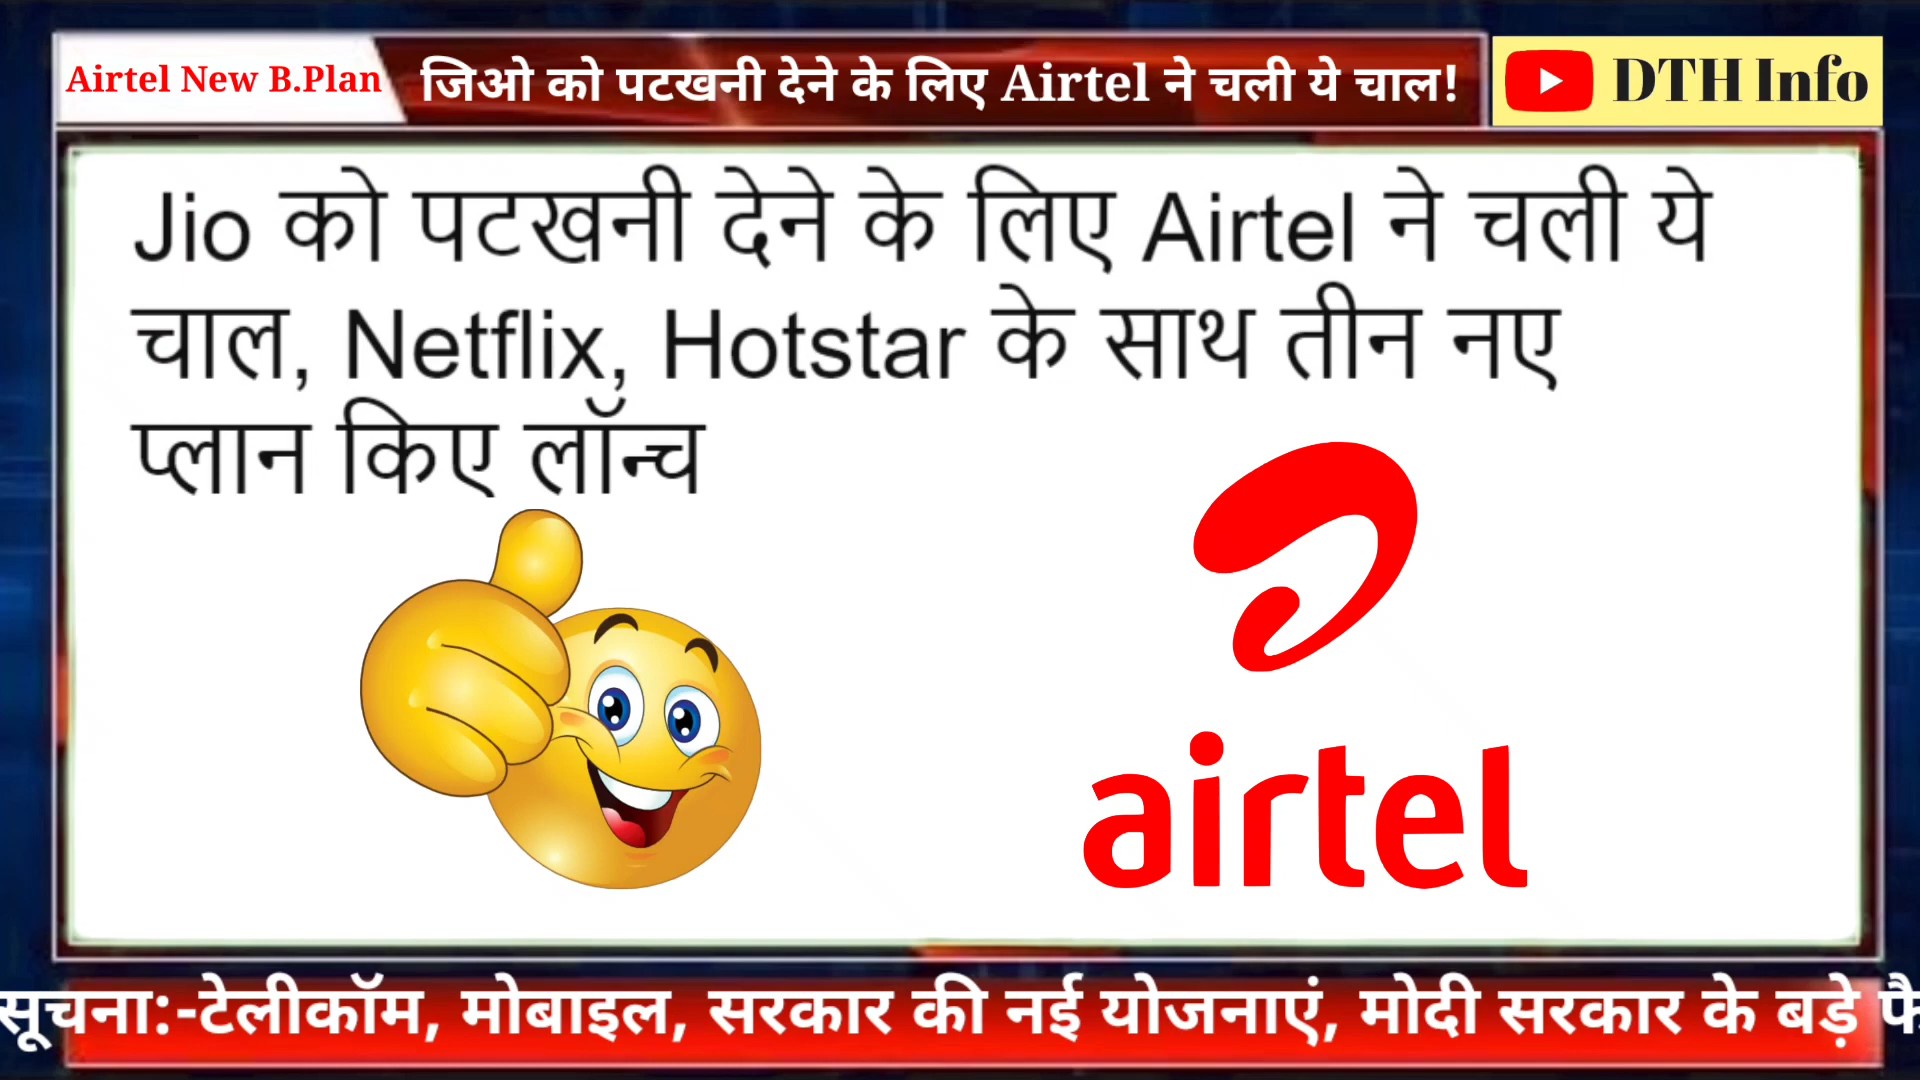 Airtel New B.Plan
जिओ को पटखनी देने के लिए Airtel ने चली ये चाल!
DTH Info
Jio को पटखनी देने के लिए Airtel ने चली ये
चाल, Netflix, Hotstar के साथ तीन नए
प्लान किए लॉन्च
airtel
सूचना:-टेलीकॉम, मोबाइल, सरकार की नई योजनाएं, मोदी सरकार के बड़े